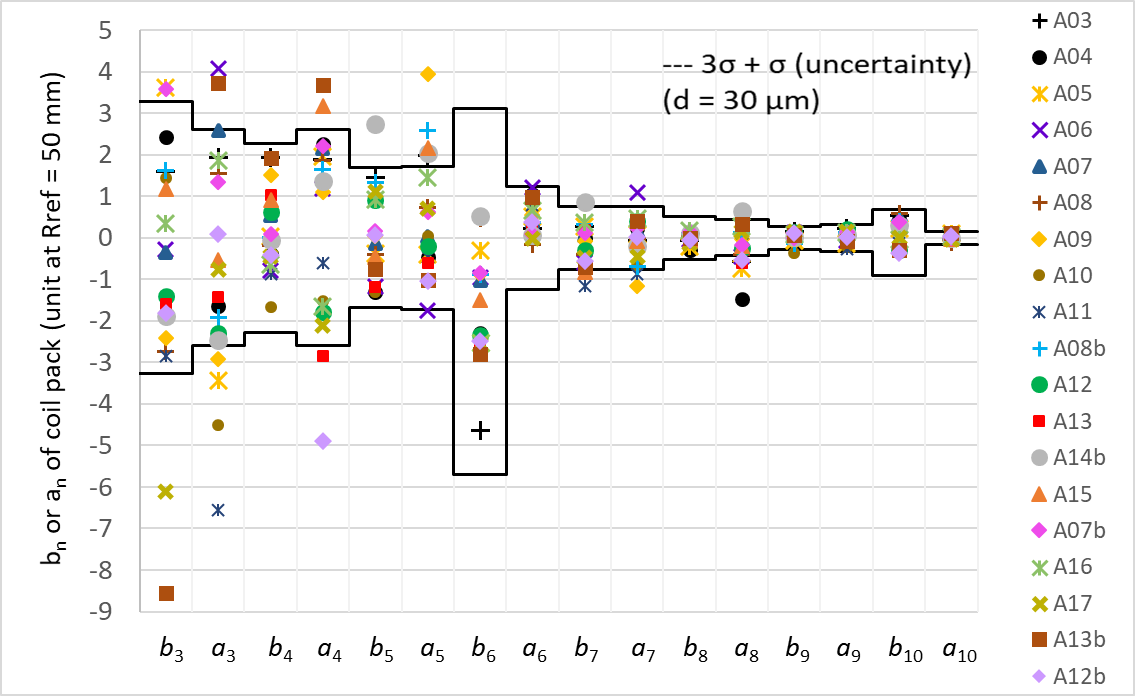 bn or an of coil pack (unit at Rref = 50 mm)
5
4
3
2
1
0
-1
-2
-3
-4
-5
-6
-7
-8
-9
--- 3σ + σ (uncertainty)
(d = 30 µm)
b3 a3 b4 a4 b5 a5 b6 a6 b7 a7 b8 a8 b9 a9 b10 a10
A03
A04
A05
A06
A07
A08
A09
A10
A11
A08b
A12
A13
A14b
A15
A07b
A16
A17
A13b
A12b